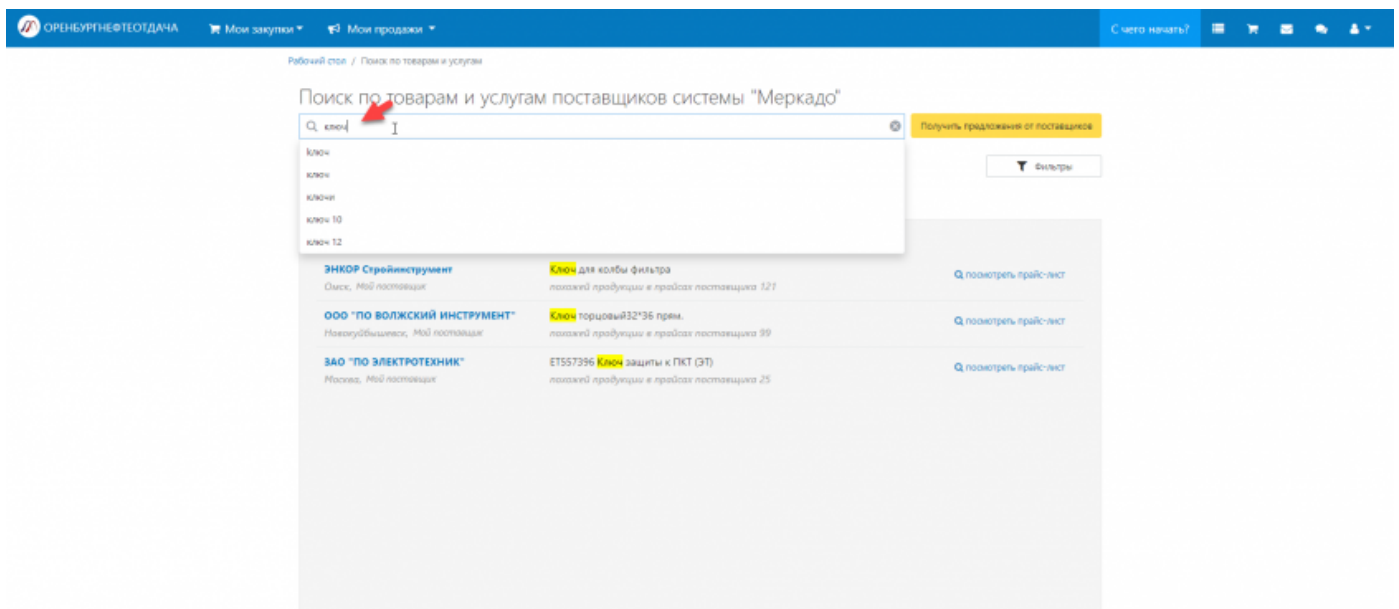 ОРЕНБУРГНЕФТЕОТДАЧА Мои закупки Мои продажи С чего начать?
Рабочий стол / Поиск по товарам и услугам
Поиск по товарам и услугам поставщиков системы "Меркадо"
ключ Получить предложения от поставщиков
ключ
Фильтры
ключ
ключи
ключ 10
ключ 12
ЭНКОР Стройинструмент Ключ для колбы фильтра посмотреть прайс-лист
Омск, Мой поставщик похожей продукции в прайсах поставщика 121
ООО "ПО ВОЛЖСКИЙ ИНСТРУМЕНТ" Ключ торцовый32*36 прям. посмотреть прайс-лист
Новокуйбышевск, Мой поставщик похожей продукции в прайсах поставщика 99
ЗАО "ПО ЭЛЕКТРОТЕХНИК" ET557396 Ключ защиты к ПКТ (ЭТ) посмотреть прайс-лист
Москва, Мой поставщик похожей продукции в прайсах поставщика 25